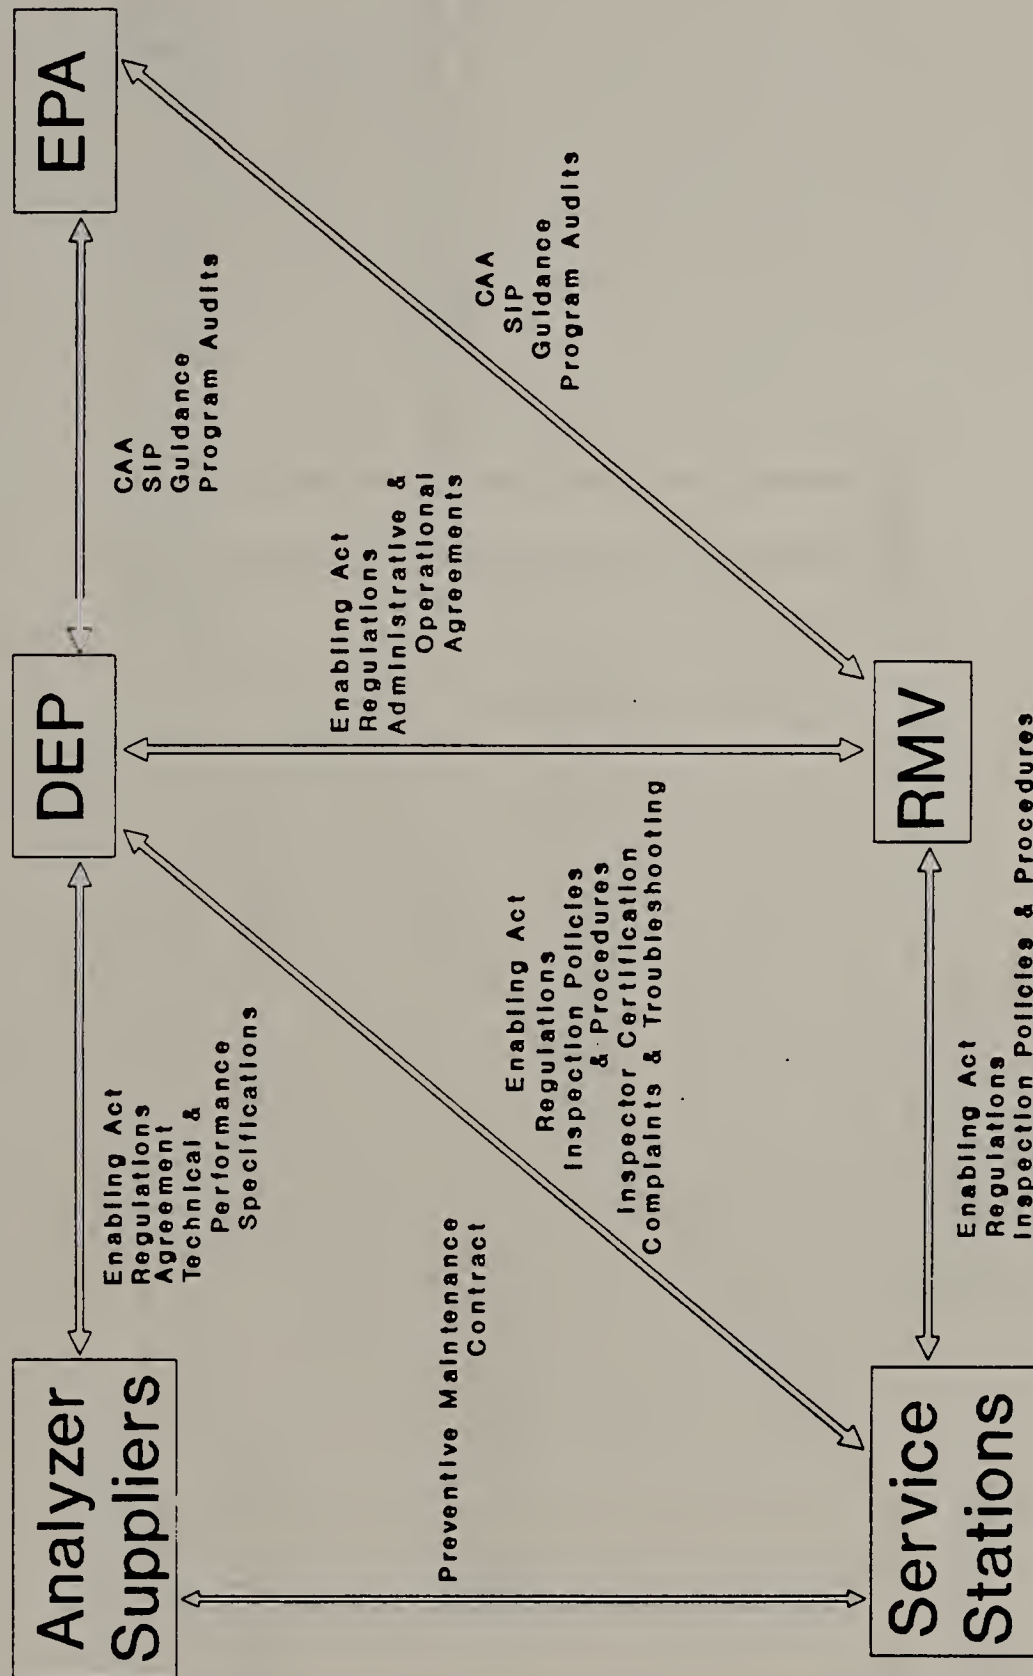 Analyzer
Suppliers
DEP
EPA
Enabling Act
Regulations
Agreement
Technical &
Performance
Specifications
CAA
SIP
Guidance
Program Audits
Enabling Act
Regulations
Administrative &
Operational
Agreements
CAA
SIP
Guidance
Program Audits
Preventive Maintenance
Contract
Enabling Act
Regulations
Inspection Policies
& Procedures
Inspector Certification
Complaints & Troubleshooting
Service
Stations
RMV
Enabling Act
Regulations
Inspection Policies & Procedures